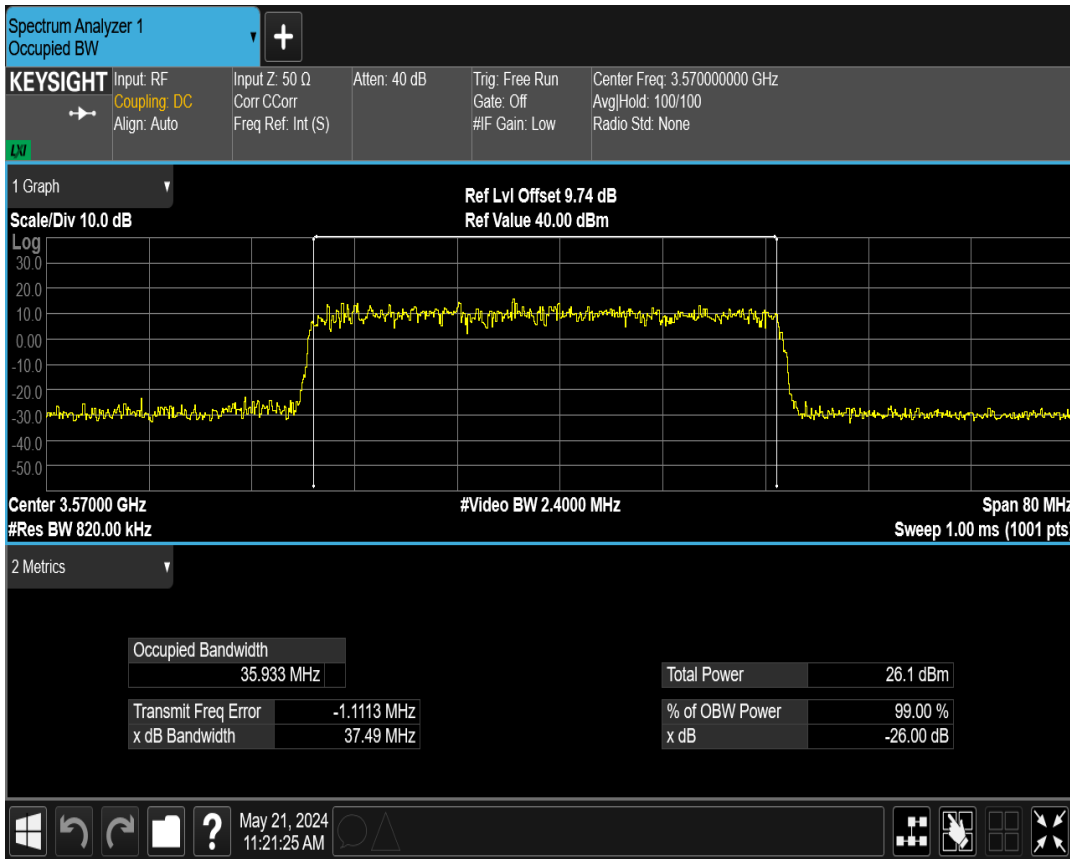 Spectrum Analyzer 1
Occupied BW
+
KEYSIGHT
LXI
Input: RF
Coupling: DC
Align: Auto
Input Z: 50 Ω
Corr CCorr
Freq Ref: Int (S)
Atten: 40 dB
Trig: Free Run
Gate: Off
#IF Gain: Low
Center Freq: 3.570000000 GHz
Avg|Hold: 100/100
Radio Std: None
1 Graph
Scale/Div 10.0 dB
Ref Lvl Offset 9.74 dB
Ref Value 40.00 dBm
Log
30.0
20.0
10.0
0.00
-10.0
-20.0
-30.0
-40.0
-50.0
Center 3.57000 GHz
#Video BW 2.4000 MHz
Span 80 MHz
#Res BW 820.00 kHz
Sweep 1.00 ms (1001 pts)
2 Metrics
Occupied Bandwidth
35.933 MHz
Total Power 26.1 dBm
Transmit Freq Error -1.1113 MHz
% of OBW Power 99.00 %
x dB Bandwidth 37.49 MHz
x dB -26.00 dB
?
May 21, 2024
11:21:25 AM